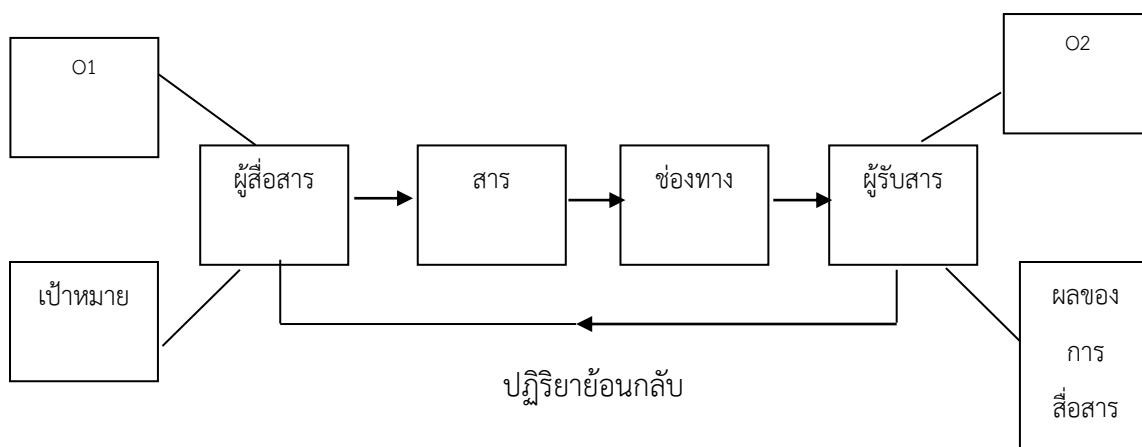 O1
O2
ผู้สื่อสาร
สาร
ช่องทาง
ผู้รับสาร
เป้าหมาย
ผลของ
การ
สื่อสาร
ปฏิริยาย้อนกลับ